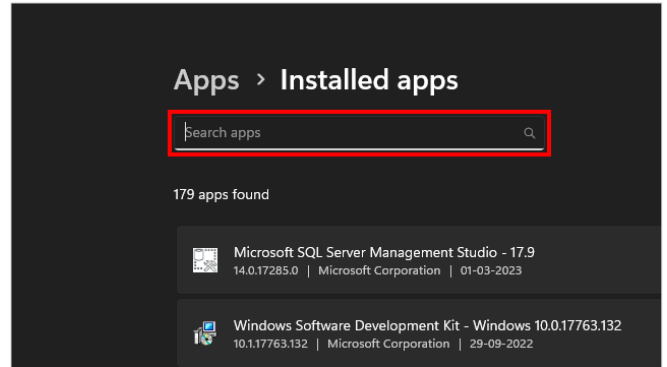 Apps > Installed apps
Search apps
179 apps found
Microsoft SQL Server Management Studio - 17.9
14.0.17285.0 | Microsoft Corporation | 01-03-2023
Windows Software Development Kit - Windows 10.0.17763.132
10.1.17763.132 | Microsoft Corporation | 29-09-2022